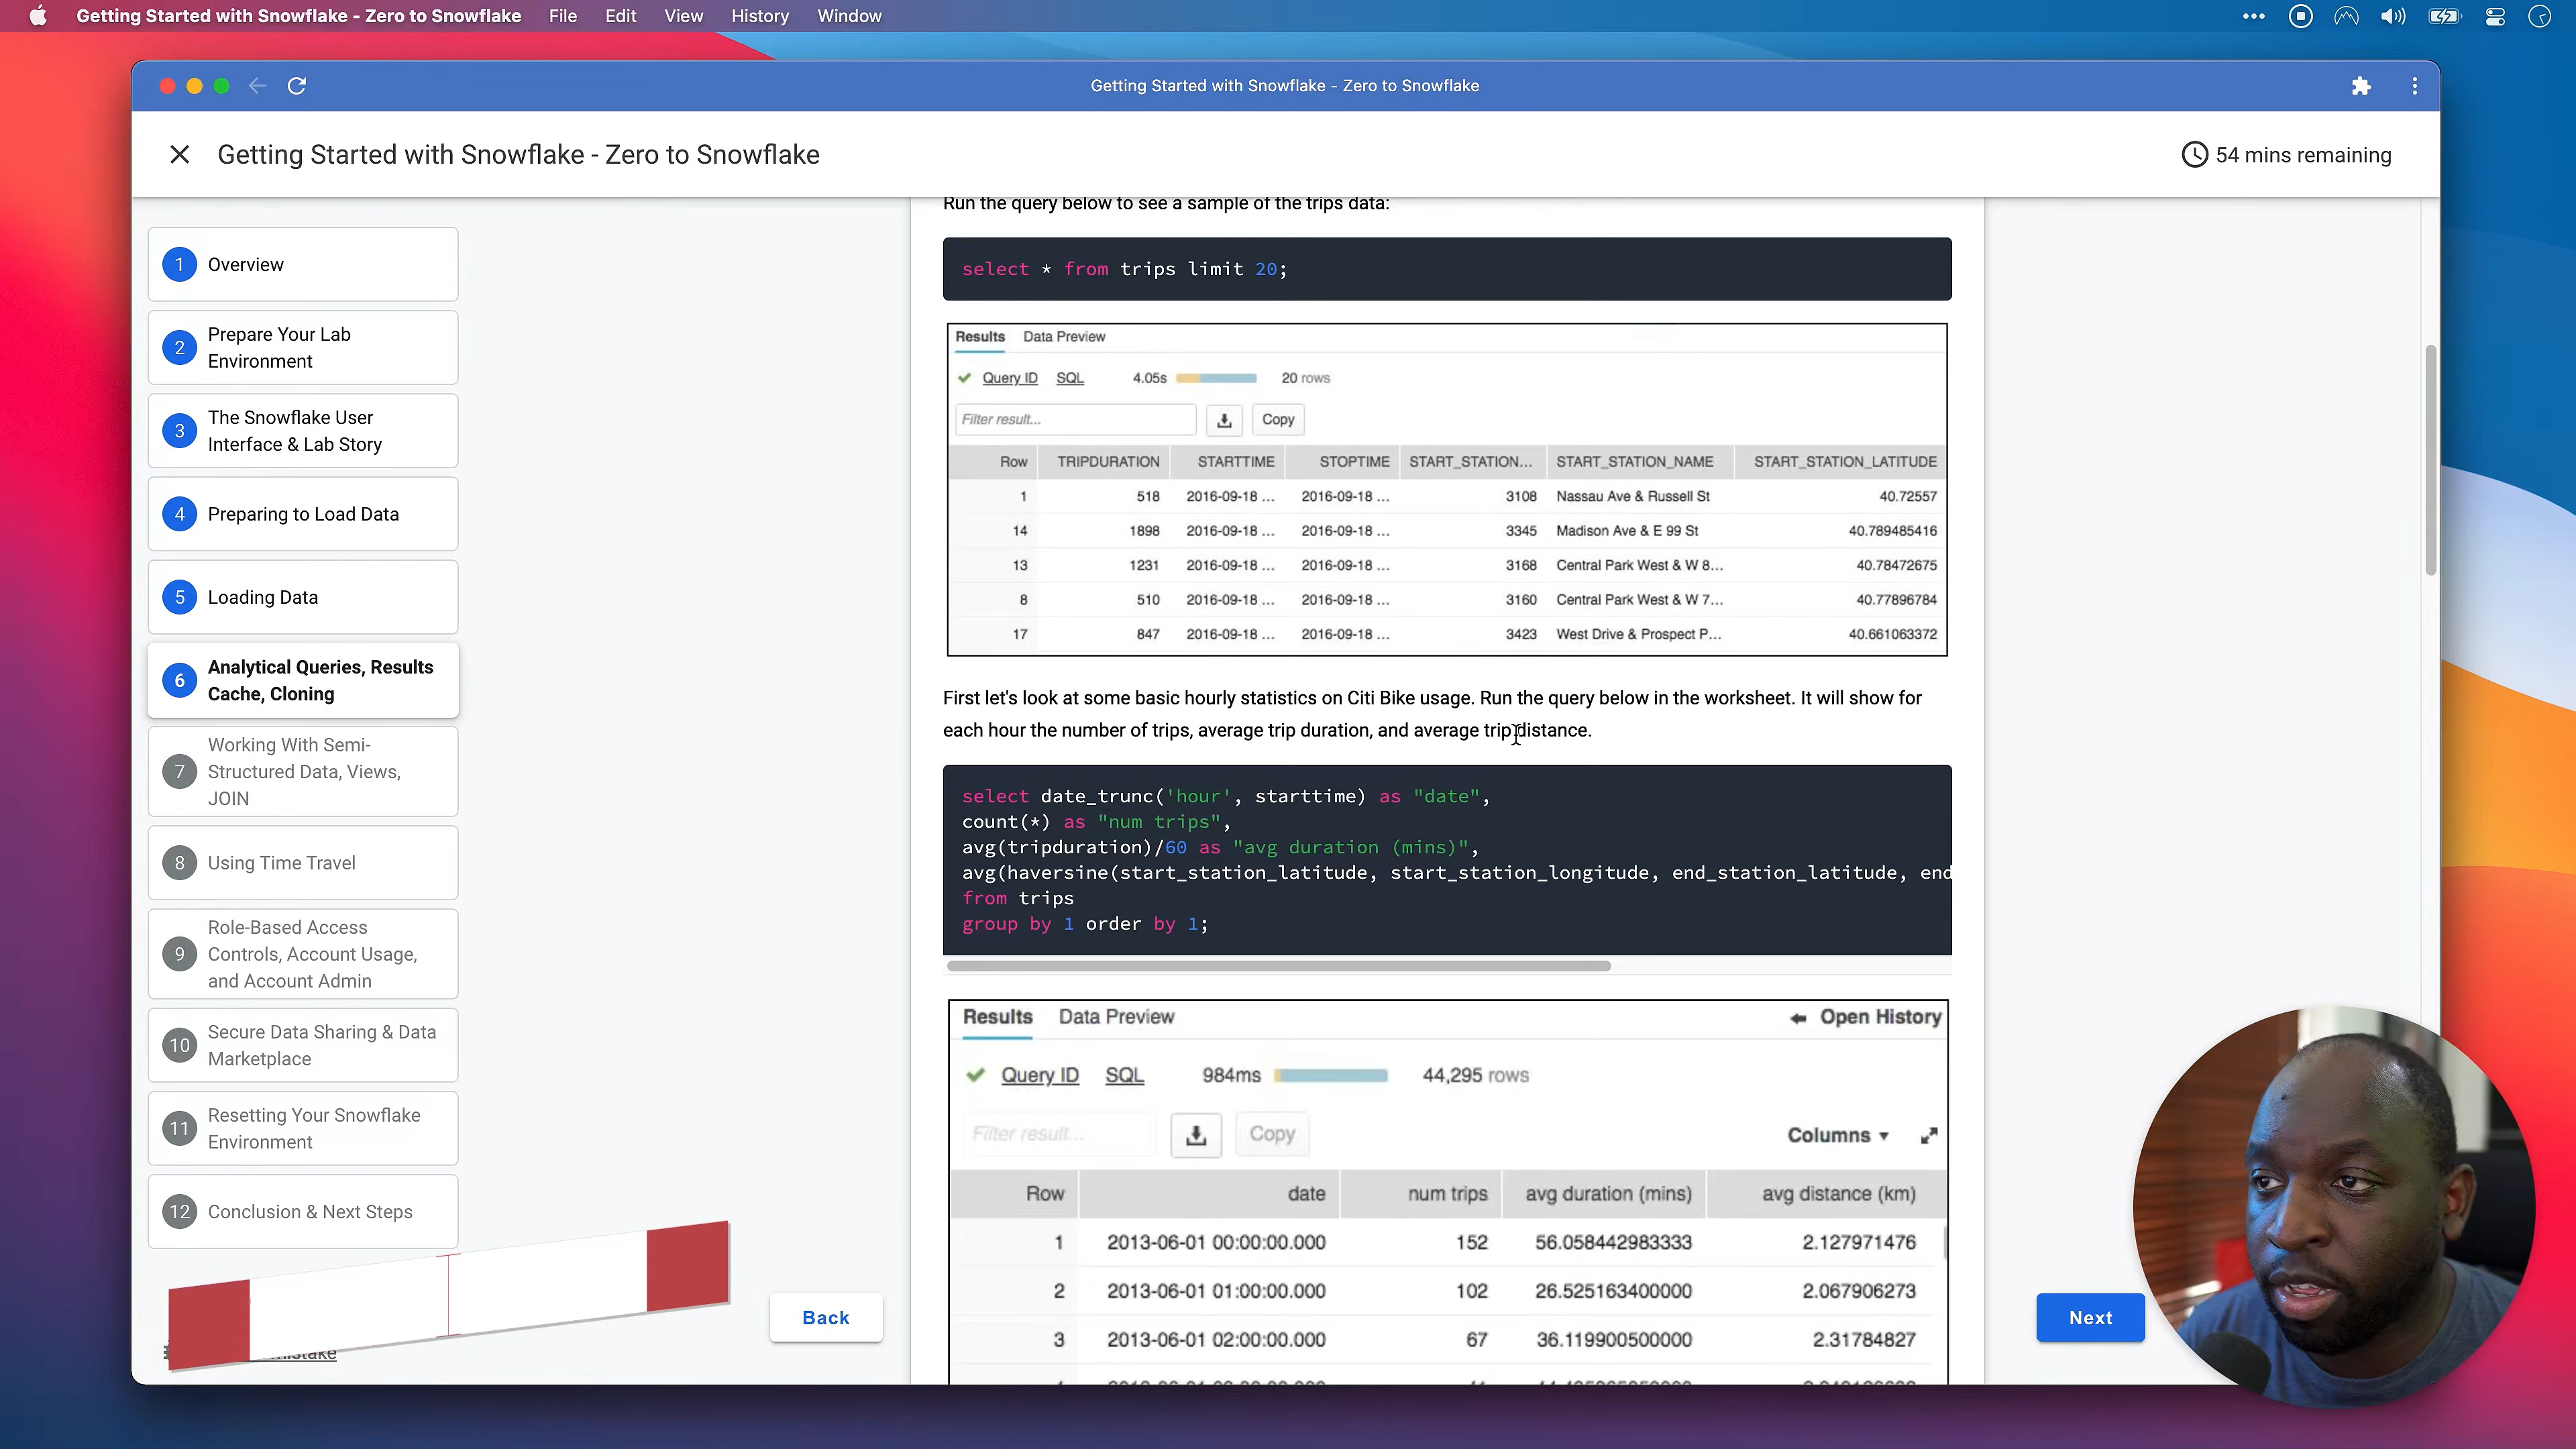 Getting Started with Snowflake - Zero to Snowflake File Edit View History Window
Getting Started with Snowflake - Zero to Snowflake
Getting Started with Snowflake - Zero to Snowflake
54 mins remaining
1 Overview
2 Prepare Your Lab
Environment
3 The Snowflake User
Interface & Lab Story
4 Preparing to Load Data
5 Loading Data
6 Analytical Queries, Results
Cache, Cloning
7 Working With Semi-
Structured Data, Views,
JOIN
8 Using Time Travel
9 Role-Based Access
Controls, Account Usage,
and Account Admin
10 Secure Data Sharing & Data
Marketplace
11 Resetting Your Snowflake
Environment
12 Conclusion & Next Steps
Run the query below to see a sample of the trips data:
select * from trips limit 20;
Results Data Preview
Query ID SQL 4.05s 20 rows
Filter result... Copy
Row TRIPDURATION STARTTIME STOPTIME START_STATION... START_STATION_NAME START_STATION_LATITUDE
1 518 2016-09-18 ... 2016-09-18 ... 3108 Nassau Ave & Russell St 40.72557
14 1898 2016-09-18 ... 2016-09-18 ... 3345 Madison Ave & E 99 St 40.789485416
13 1231 2016-09-18 ... 2016-09-18 ... 3168 Central Park West & W 8... 40.78472675
8 510 2016-09-18 ... 2016-09-18 ... 3160 Central Park West & W 7... 40.77896784
17 847 2016-09-18 ... 2016-09-18 ... 3423 West Drive & Prospect P... 40.661063372
First let's look at some basic hourly statistics on Citi Bike usage. Run the query below in the worksheet. It will show for
each hour the number of trips, average trip duration, and average trip distance.
select date_trunc('hour', starttime) as "date",
count(*) as "num trips",
avg(tripduration)/60 as "avg duration (mins)",
avg(haversine(start_station_latitude, start_station_longitude, end_station_latitude, end
from trips
group by 1 order by 1;
Results Data Preview Open History
Query ID SQL 984ms 44,295 rows
Filter result... Copy Columns
Row date num trips avg duration (mins) avg distance (km)
1 2013-06-01 00:00:00.000 152 56.058442983333 2.127971476
2 2013-06-01 01:00:00.000 102 26.525163400000 2.067906273
3 2013-06-01 02:00:00.000 67 36.119900500000 2.31784827
Back
Next